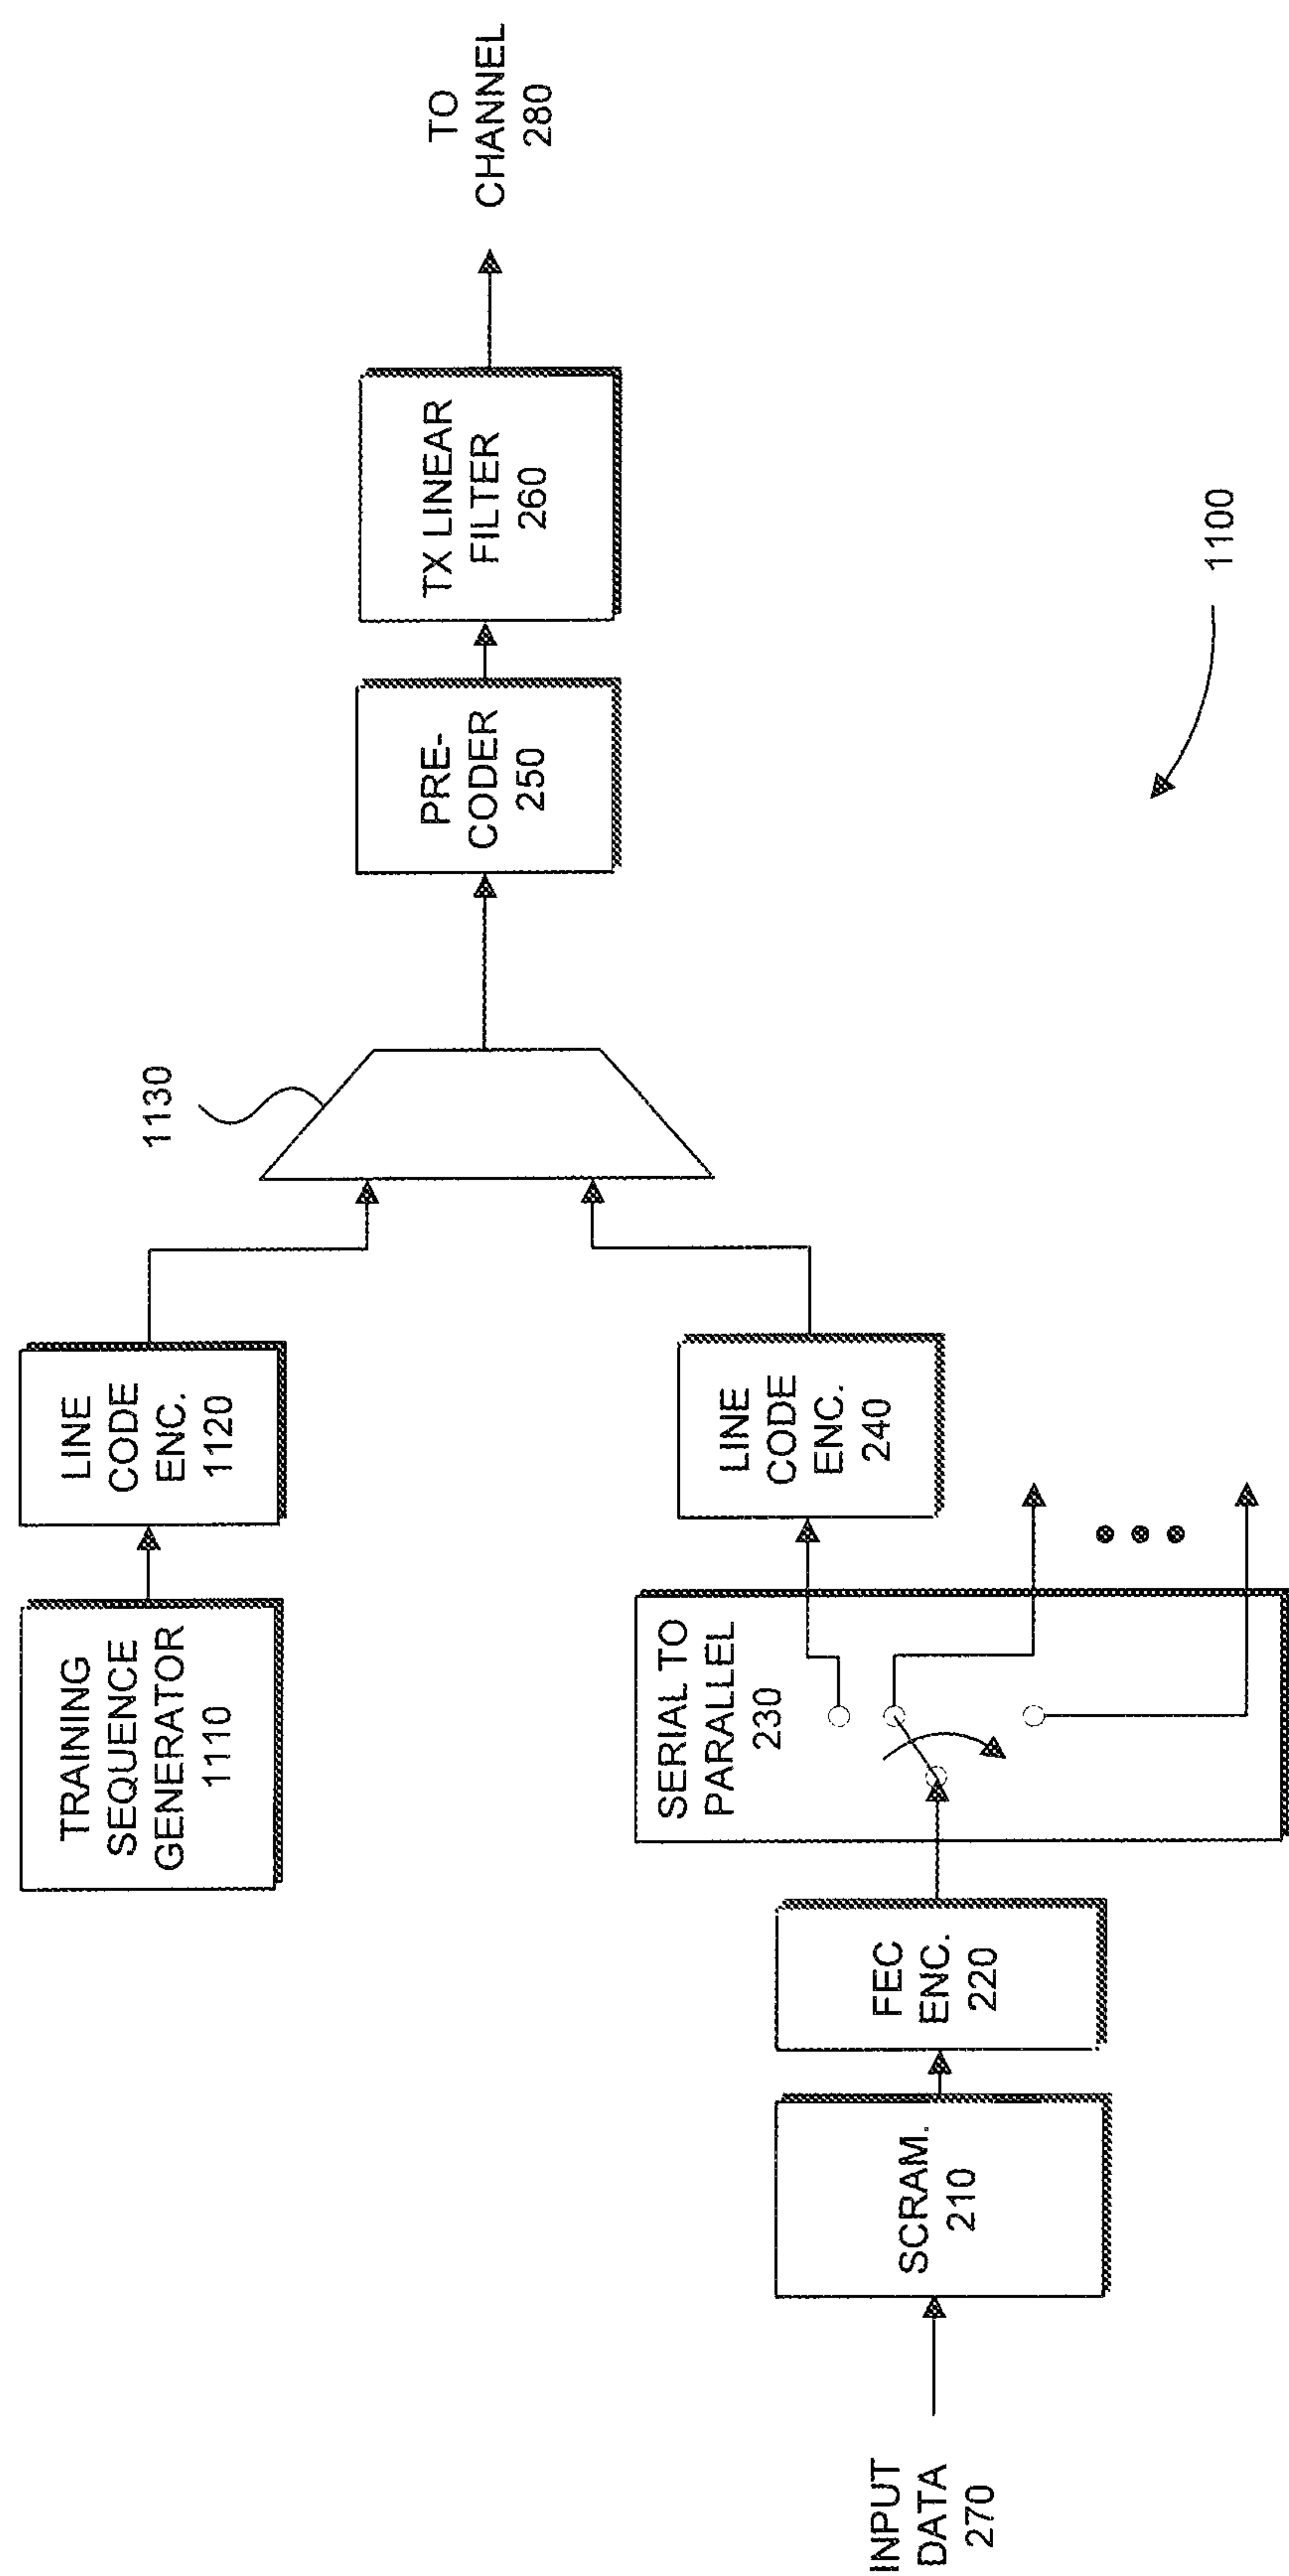 TRAINING
SEQUENCE
GENERATOR
1110
LINE
CODE
ENC.
1120
1130
INPUT
DATA
270
SCRAM.
210
FEC
ENC.
220
SERIAL TO
PARALLEL
230
LINE
CODE
ENC.
240
PRE-
CODER
250
TX LINEAR
FILTER
260
TO
CHANNEL
280
1100